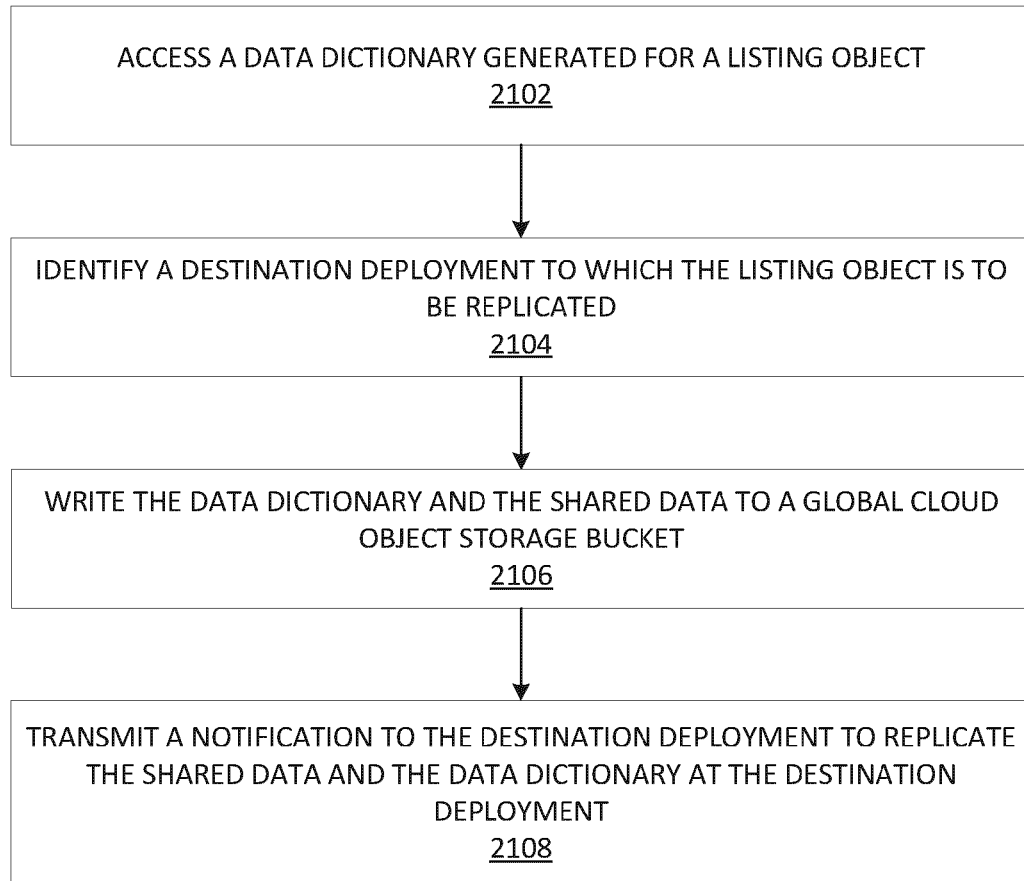 ACCESS A DATA DICTIONARY GENERATED FOR A LISTING OBJECT
2102
IDENTIFY A DESTINATION DEPLOYMENT TO WHICH THE LISTING OBJECT IS TO
BE REPLICATED
2104
WRITE THE DATA DICTIONARY AND THE SHARED DATA TO A GLOBAL CLOUD
OBJECT STORAGE BUCKET
2106
TRANSMIT A NOTIFICATION TO THE DESTINATION DEPLOYMENT TO REPLICATE
THE SHARED DATA AND THE DATA DICTIONARY AT THE DESTINATION
DEPLOYMENT
2108